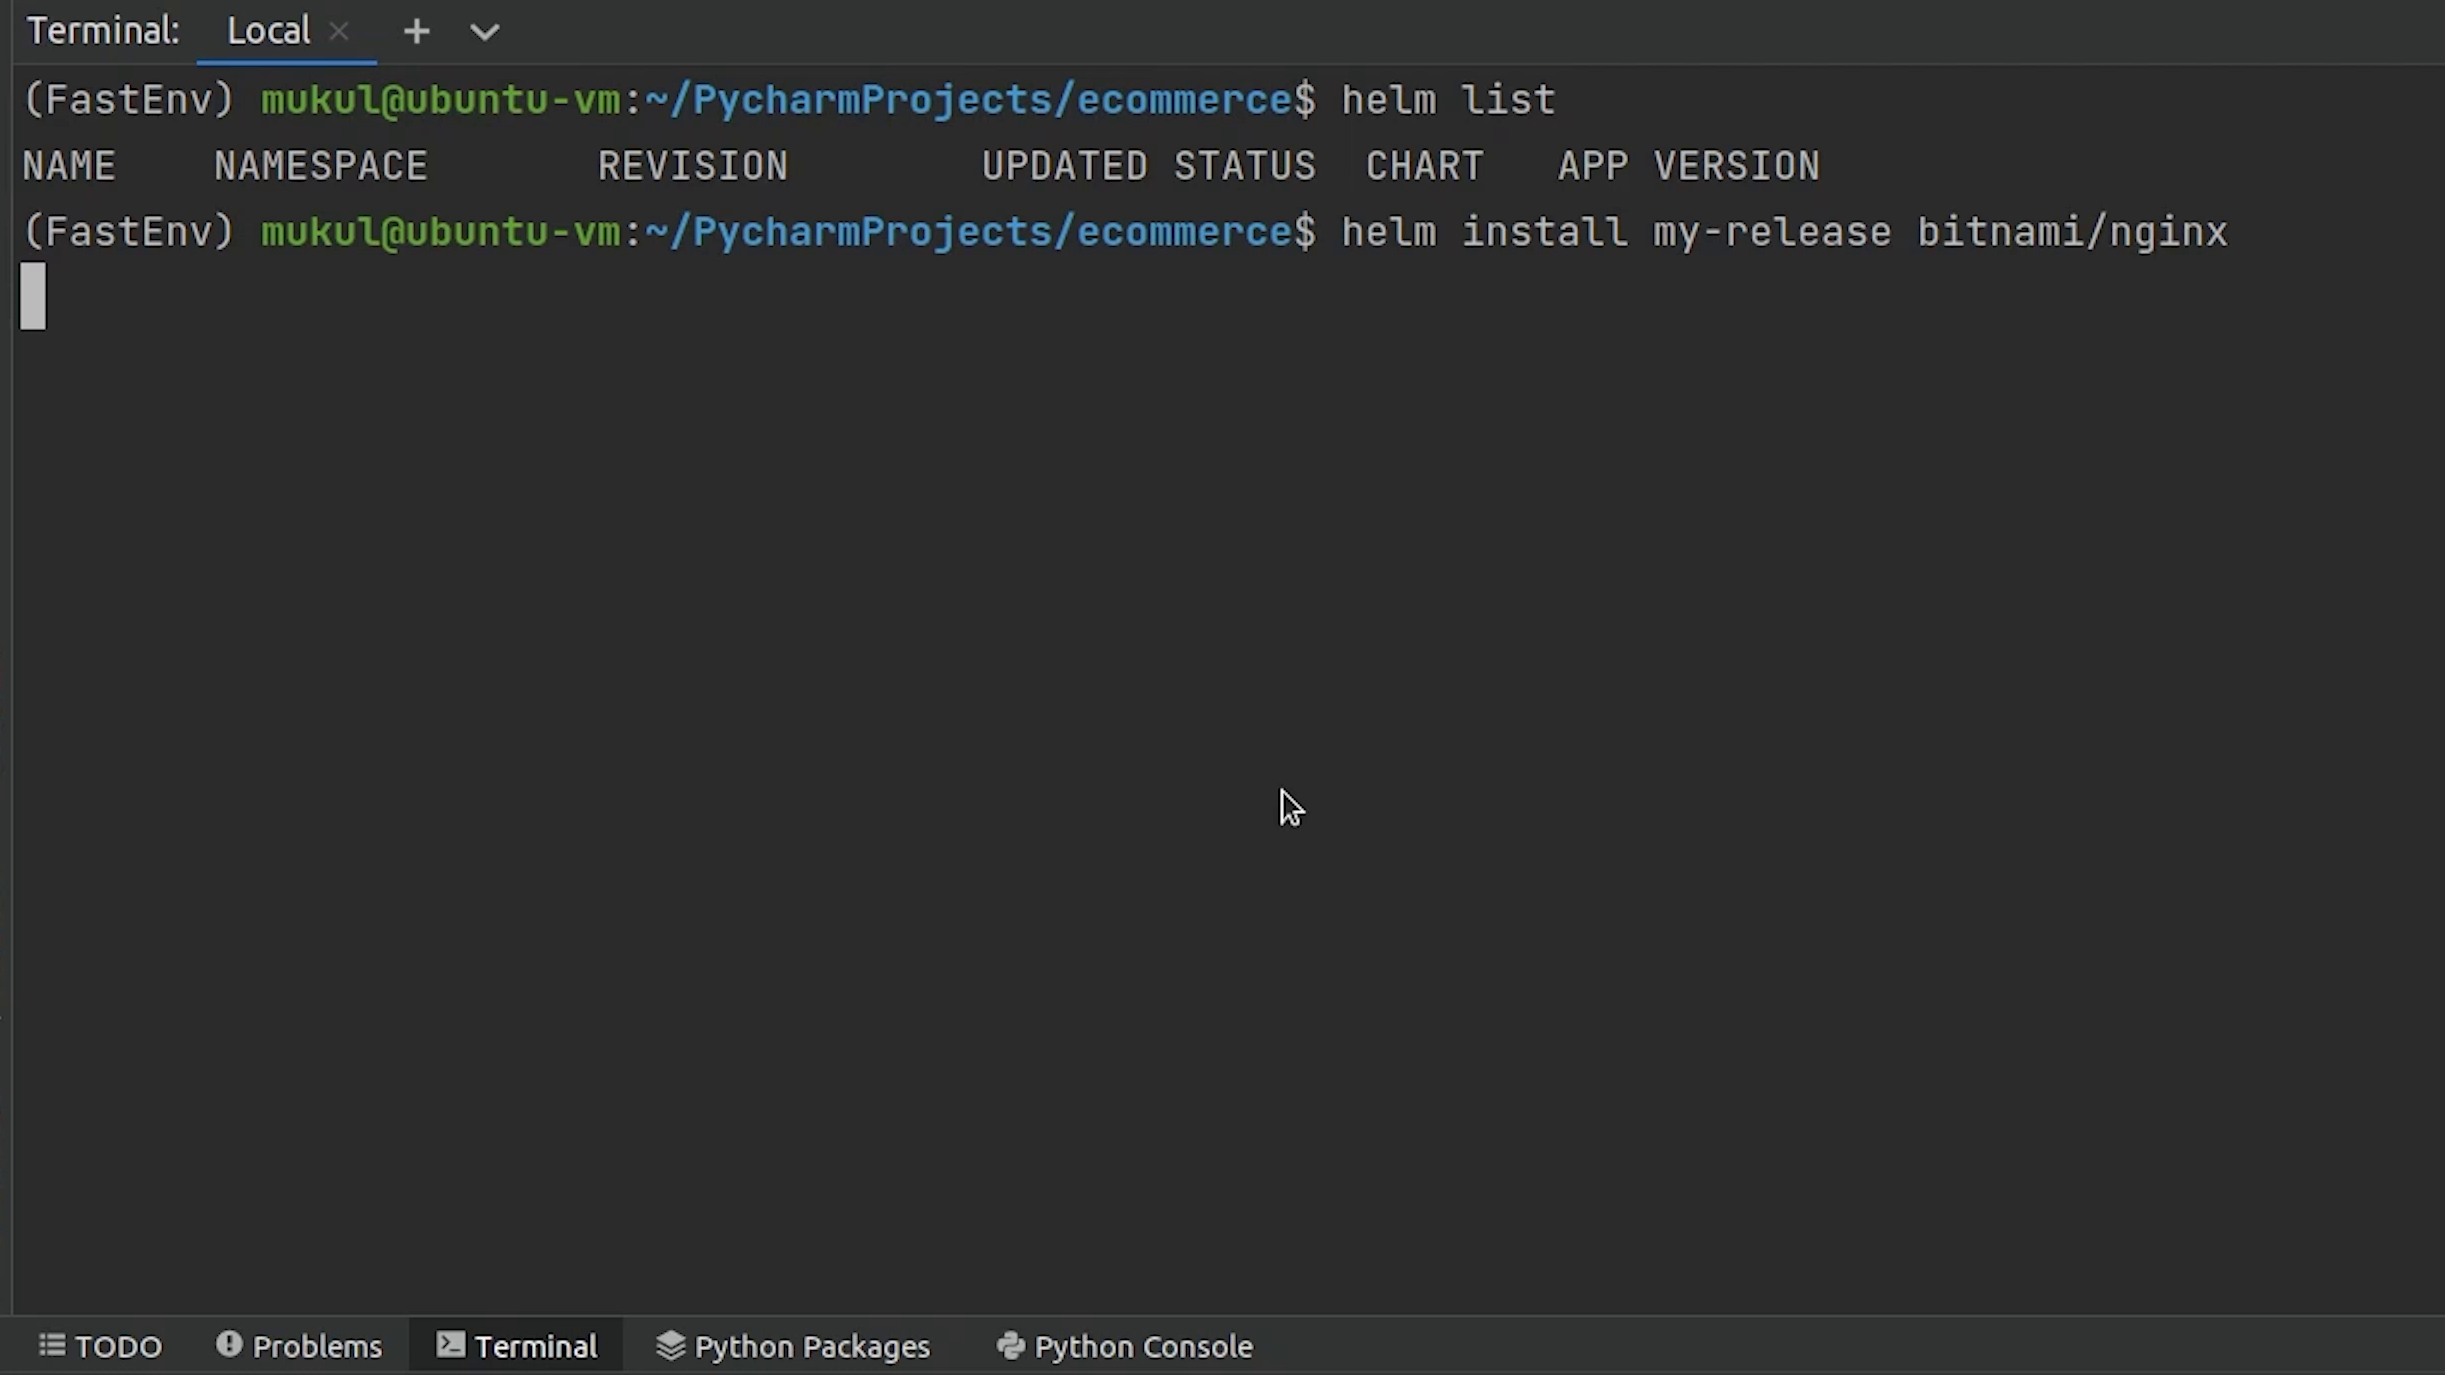 Terminal: Local
(FastEnv) mukul@ubuntu-vm:~/PycharmProjects/ecommerce$ helm list
NAME NAMESPACE REVISION UPDATED STATUS CHART APP VERSION
(FastEnv) mukul@ubuntu-vm:~/PycharmProjects/ecommerce$ helm install my-release bitnami/nginx
TODO Problems Terminal Python Packages Python Console